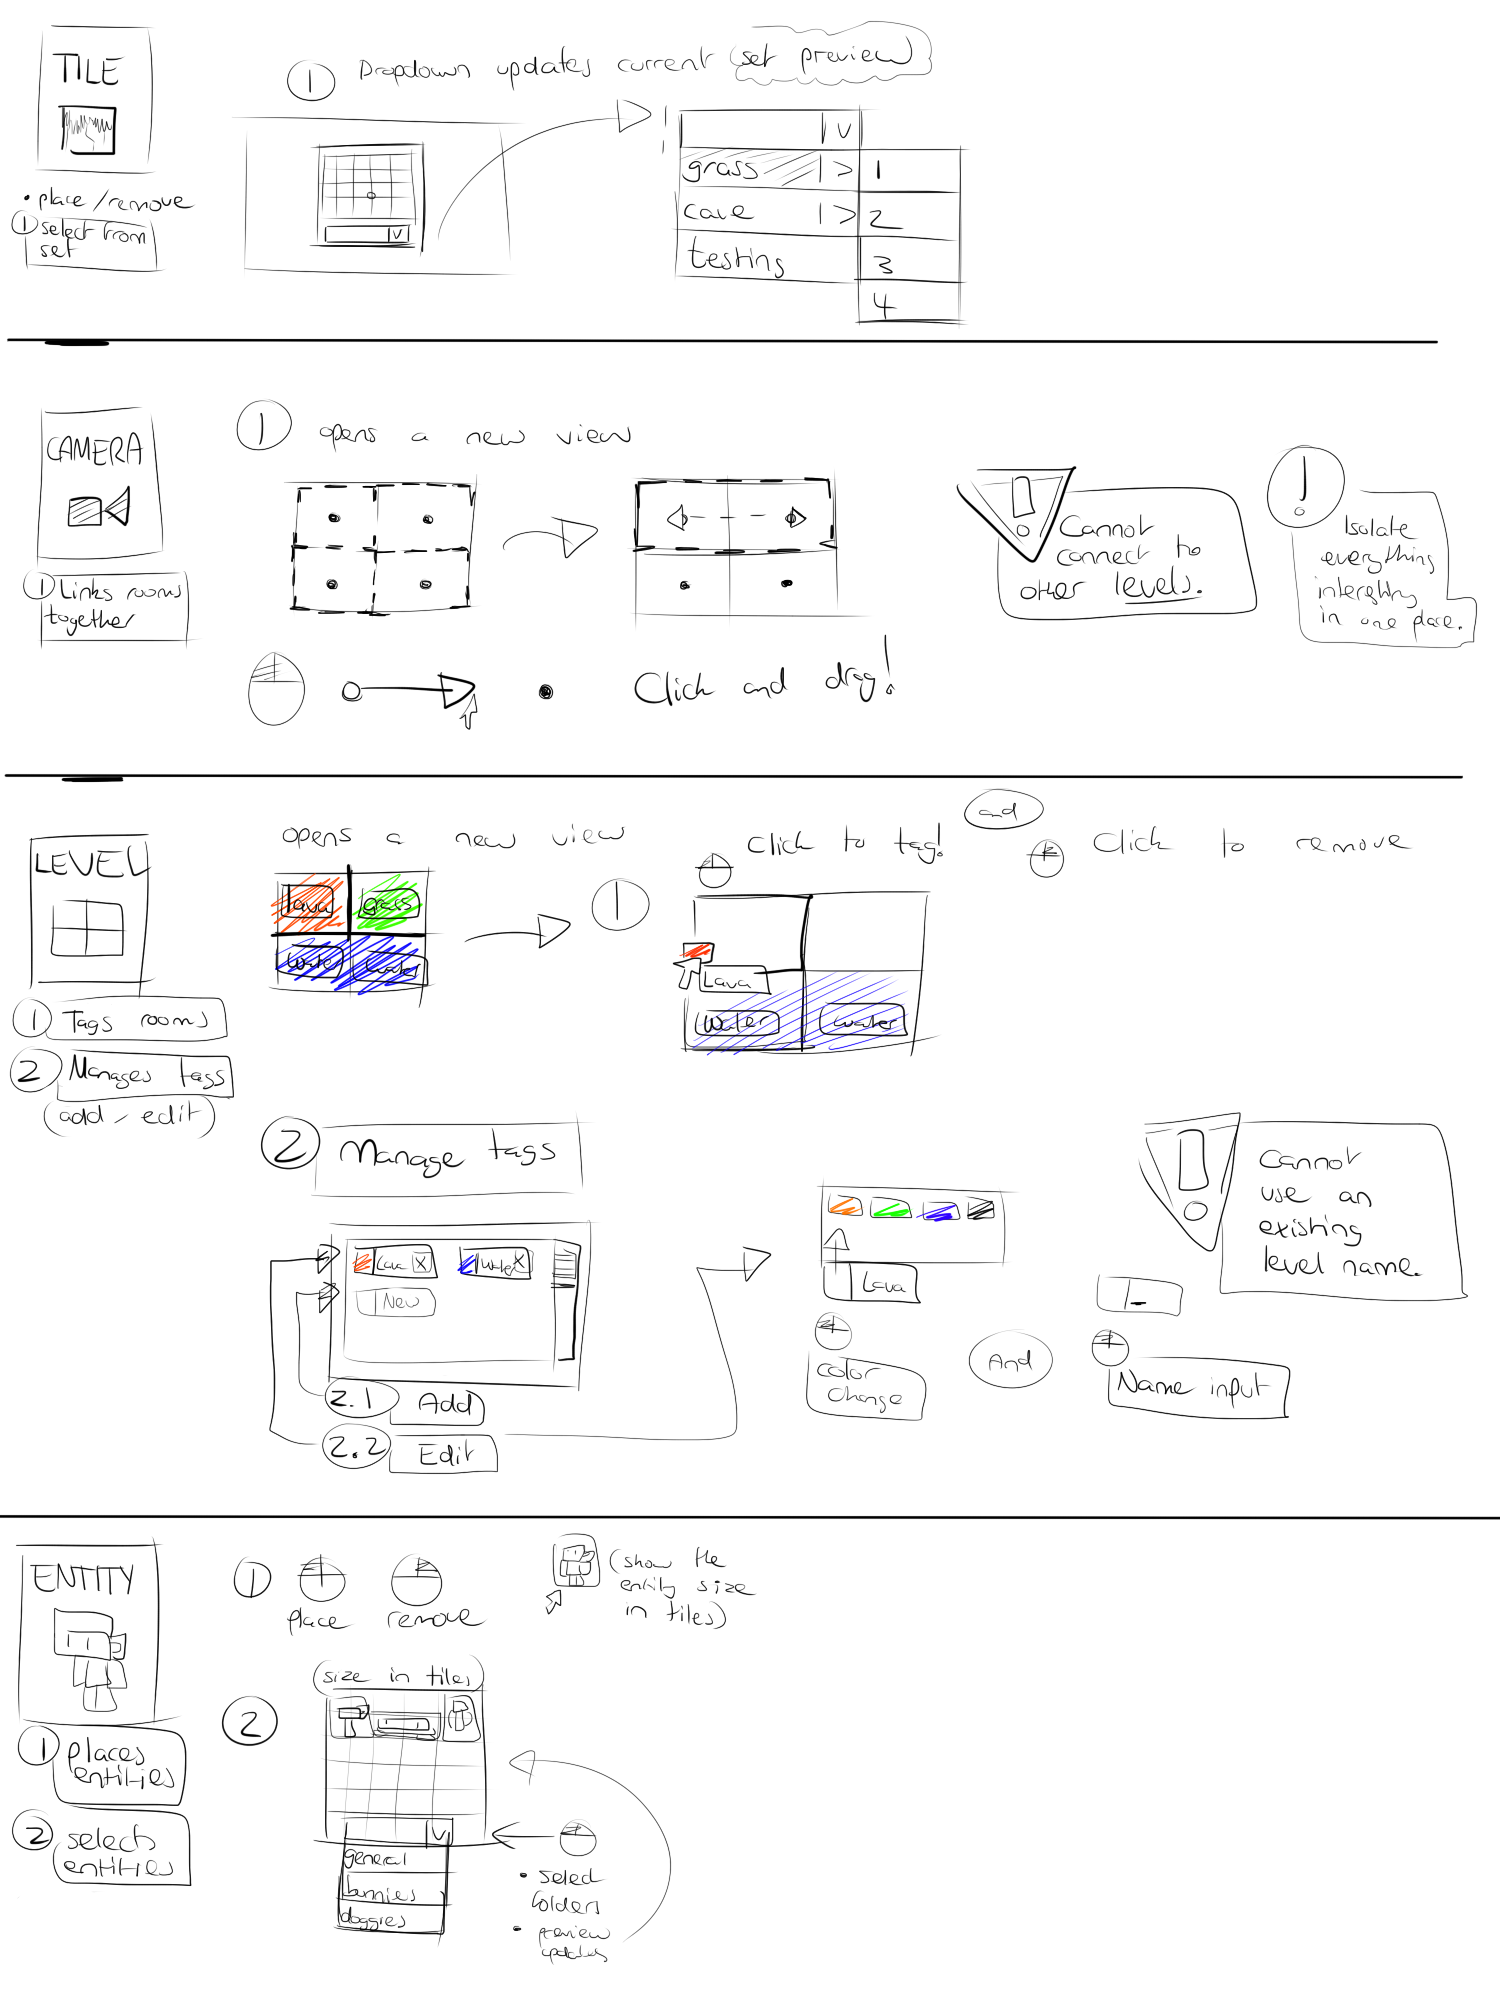 TILE
• place/remove
① select from
set
① Dropdown updates current (set preview)
V
V
grass >
cave >
testing
1
2
3
4
CAMERA
① Links rooms
together
① opens a new view
Click and drag!
! Cannot
connect to
other levels.
! Isolate
everything
in one place.
LEVEL
① Tags rooms
② Manages tags
(add / edit)
opens a new view
lava
grass
water
water
①
Click to tag!
and
Click to remove
Lava
Water
water
② Manage tags
Lava X
Water X
New
2.1 Add
2.2 Edit
Lava
color
change
And
Name input
! Cannot
use an
existing
level name.
ENTITY
① places
entities
② selects
entities
①
place
remove
(show the
entity size
in tiles)
②
(size in tiles)
V
general
bunnies
doggies
• select
folders
• preview
updates